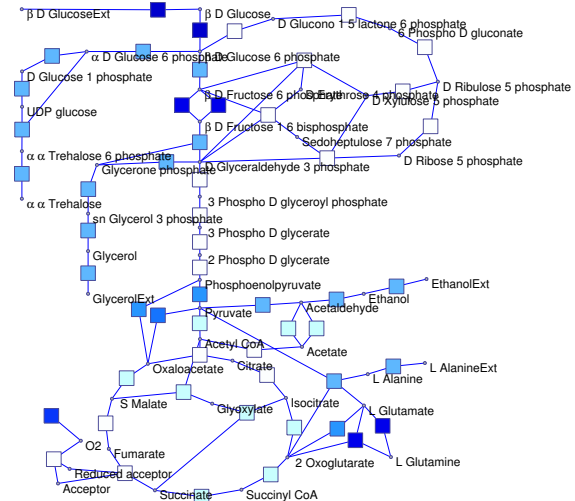 β D GlucoseExt
β D Glucose
D Glucono 1 5 lactone 6 phosphate
6 Phospho D gluconate
α D Glucose 6 phosphate
β D Glucose 6 phosphate
D Glucose 1 phosphate
D Ribulose 5 phosphate
β D Fructose 6 phosphate
D Erythrose 4 phosphate
D Xylulose 5 phosphate
UDP glucose
β D Fructose 1 6 bisphosphate
Sedoheptulose 7 phosphate
α α Trehalose 6 phosphate
D Ribose 5 phosphate
Glycerone phosphate
D Glyceraldehyde 3 phosphate
α α Trehalose
3 Phospho D glyceroyl phosphate
sn Glycerol 3 phosphate
3 Phospho D glycerate
Glycerol
2 Phospho D glycerate
Phosphoenolpyruvate
EthanolExt
GlycerolExt
Ethanol
Acetaldehyde
Pyruvate
Acetyl CoA
Acetate
Oxaloacetate
Citrate
L AlanineExt
L Alanine
S Malate
Glyoxylate
Isocitrate
L Glutamate
O2
Fumarate
2 Oxoglutarate
L Glutamine
Reduced acceptor
Acceptor
Succinate
Succinyl CoA